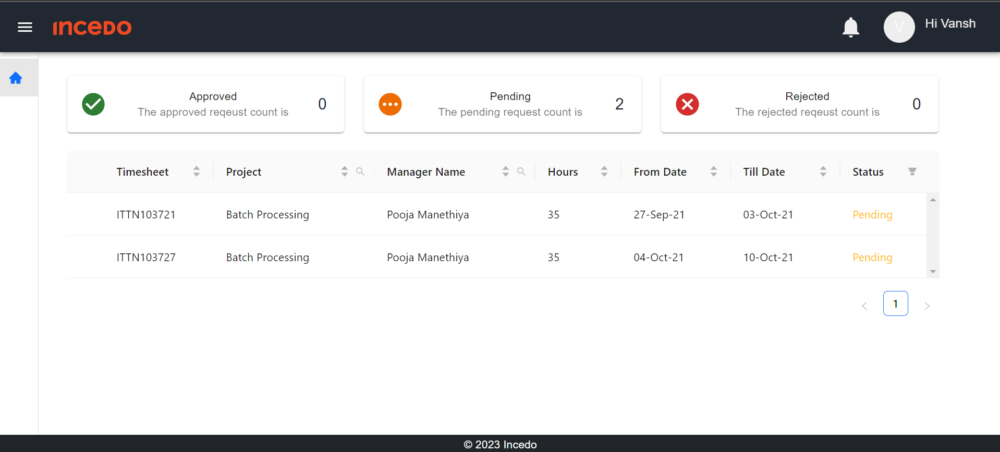 INCEDO
V
Hi Vansh
Approved
The approved reqeust count is
0
Pending
The pending request count is
2
Rejected
The rejected reqeust count is
0
Timesheet Project Manager Name Hours From Date Till Date Status
ITTN103721 Batch Processing Pooja Manethiya 35 27-Sep-21 03-Oct-21 Pending
ITTN103727 Batch Processing Pooja Manethiya 35 04-Oct-21 10-Oct-21 Pending
< 1 >
© 2023 Incedo